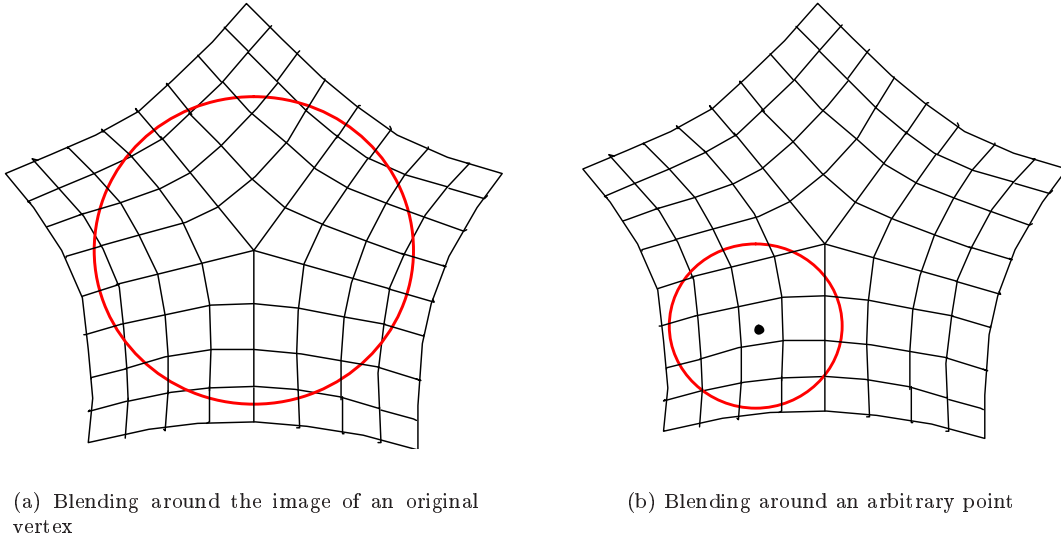 (a) Blending around the image of an original
vertex
(b) Blending around an arbitrary point